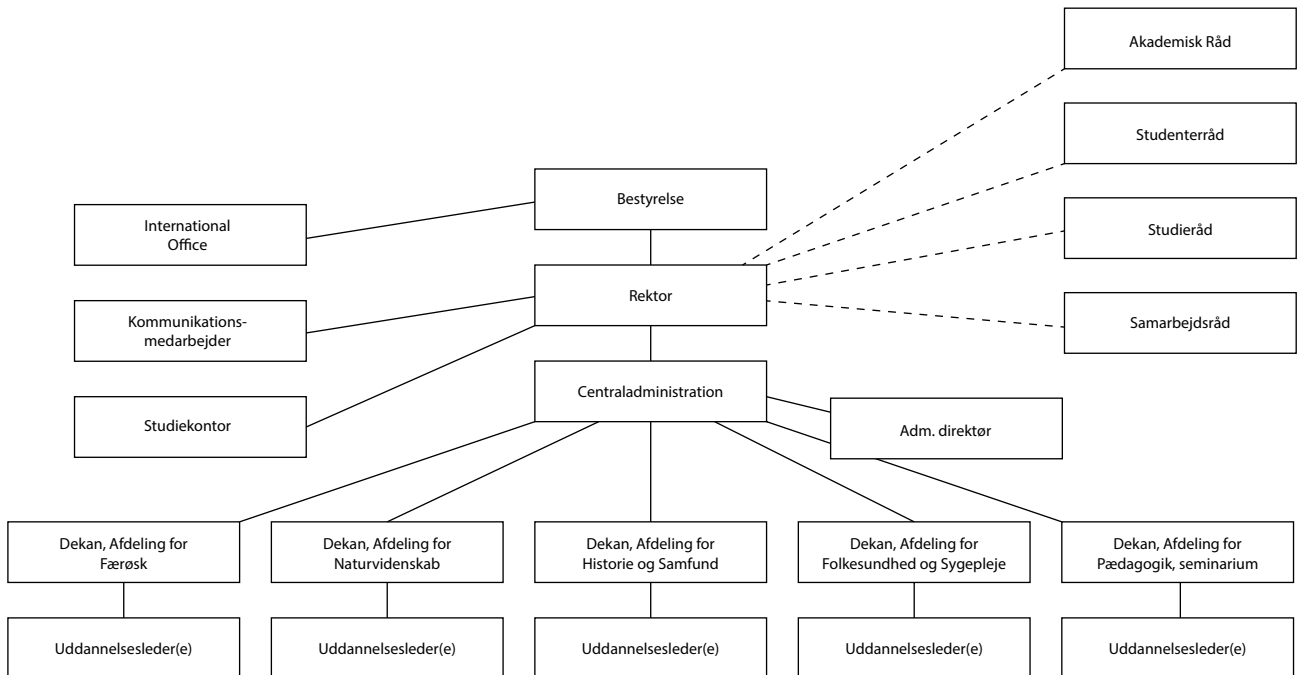 Akademisk Råd
Studenterråd
Bestyrelse
International
Office
Studieråd
Rektor
Kommunikations-
medarbejder
Samarbejdsråd
Centraladministration
Studiekontor
Adm. direktør
Dekan, Afdeling for
Færøsk
Dekan, Afdeling for
Naturvidenskab
Dekan, Afdeling for
Historie og Samfund
Dekan, Afdeling for
Folkesundhed og Sygepleje
Dekan, Afdeling for
Pædagogik, seminarium
Uddannelsesleder(e)
Uddannelsesleder(e)
Uddannelsesleder(e)
Uddannelsesleder(e)
Uddannelsesleder(e)